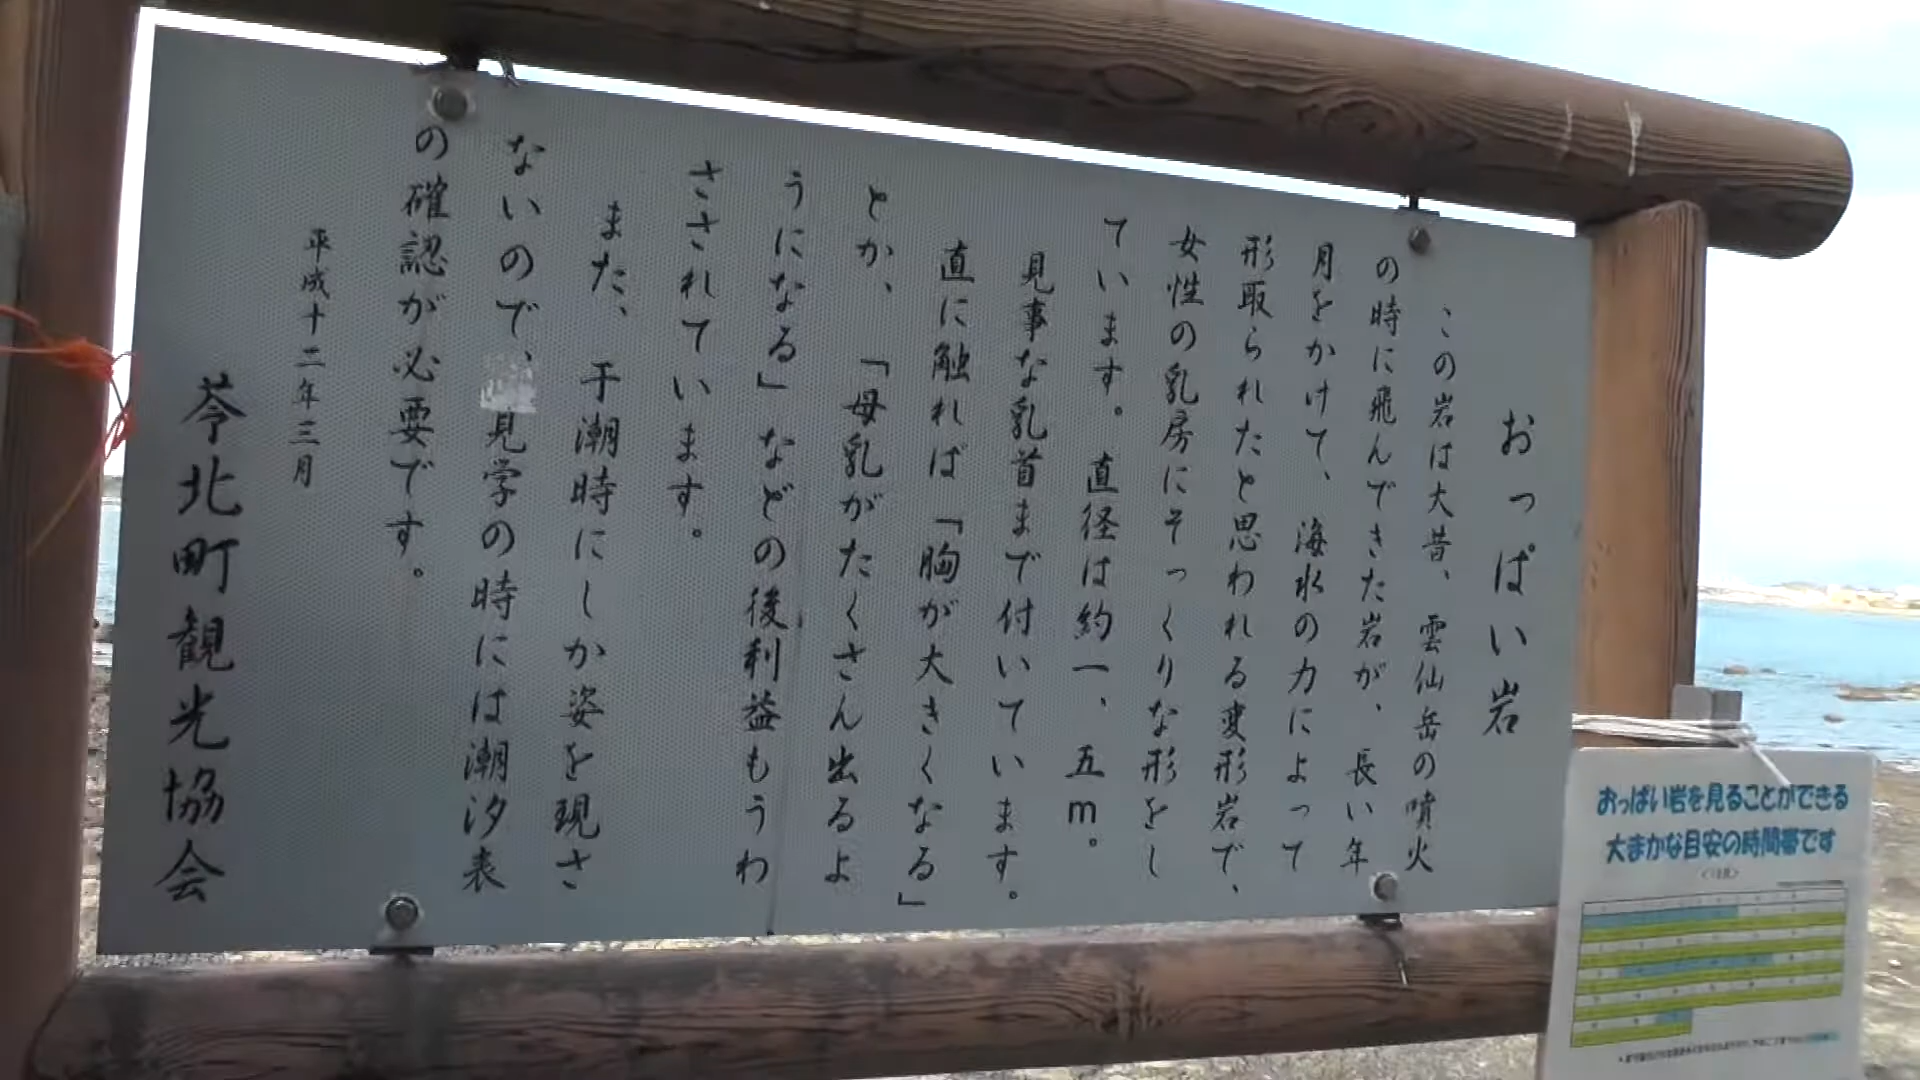 おっぱい岩
この岩は大昔、雲仙岳の噴火
の時に飛んできた岩が、長い年
月をかけて、海水の力によって
形取られたと思われる変形岩で、
女性の乳房にそっくりな形をし
ています。直径は約一、五m。
見事な乳首まで付いています。
直に触れば「胸が大きくなる」
とか、「母乳がたくさん出るよ
うになる」などの後利益もうわ
さされています。
また、干潮時にしか姿を現さ
ないので、見学の時には潮汐表
の確認が必要です。
平成十二年三月
苓北町観光協会
おっぱい岩を見ることができる
大まかな目安の時間帯です